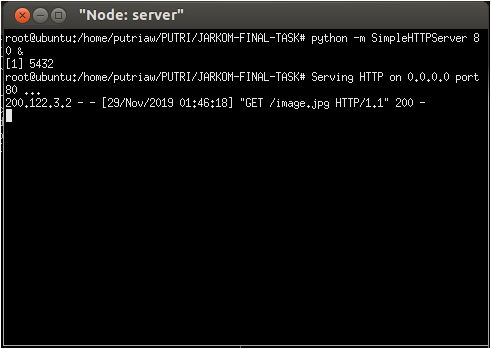 "Node: server"
root@ubuntu:/home/putriaw/PUTRI/JARKOM-FINAL-TASK# python -m SimpleHTTPServer 8
0 &
[1] 5432
root@ubuntu:/home/putriaw/PUTRI/JARKOM-FINAL-TASK# Serving HTTP on 0.0.0.0 port
80 ...
200.122.3.2 - - [29/Nov/2019 01:46:18] "GET /image.jpg HTTP/1.1" 200 -